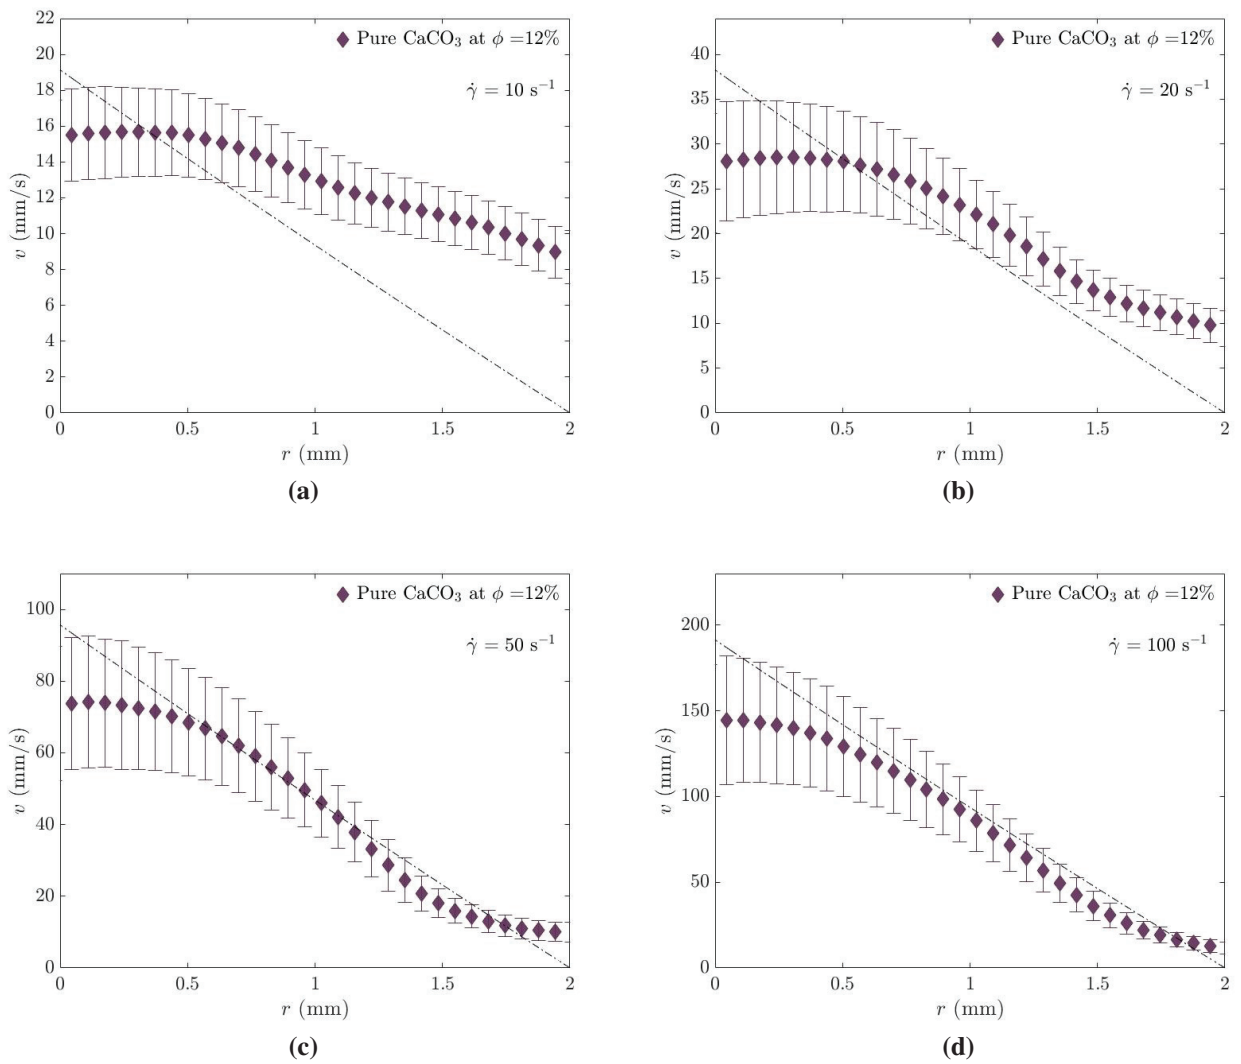 22
20
18
16
14
12
10
8
6
4
2
0
v (mm/s)
◆ Pure CaCO₃ at ϕ =12%
γ̇ = 10 s⁻¹
0 0.5 1 1.5 2
r (mm)
(a)
40
35
30
25
20
15
10
5
0
v (mm/s)
◆ Pure CaCO₃ at ϕ =12%
γ̇ = 20 s⁻¹
0 0.5 1 1.5 2
r (mm)
(b)
100
80
60
40
20
0
v (mm/s)
◆ Pure CaCO₃ at ϕ =12%
γ̇ = 50 s⁻¹
0 0.5 1 1.5 2
r (mm)
(c)
200
150
100
50
0
v (mm/s)
◆ Pure CaCO₃ at ϕ =12%
γ̇ = 100 s⁻¹
0 0.5 1 1.5 2
r (mm)
(d)